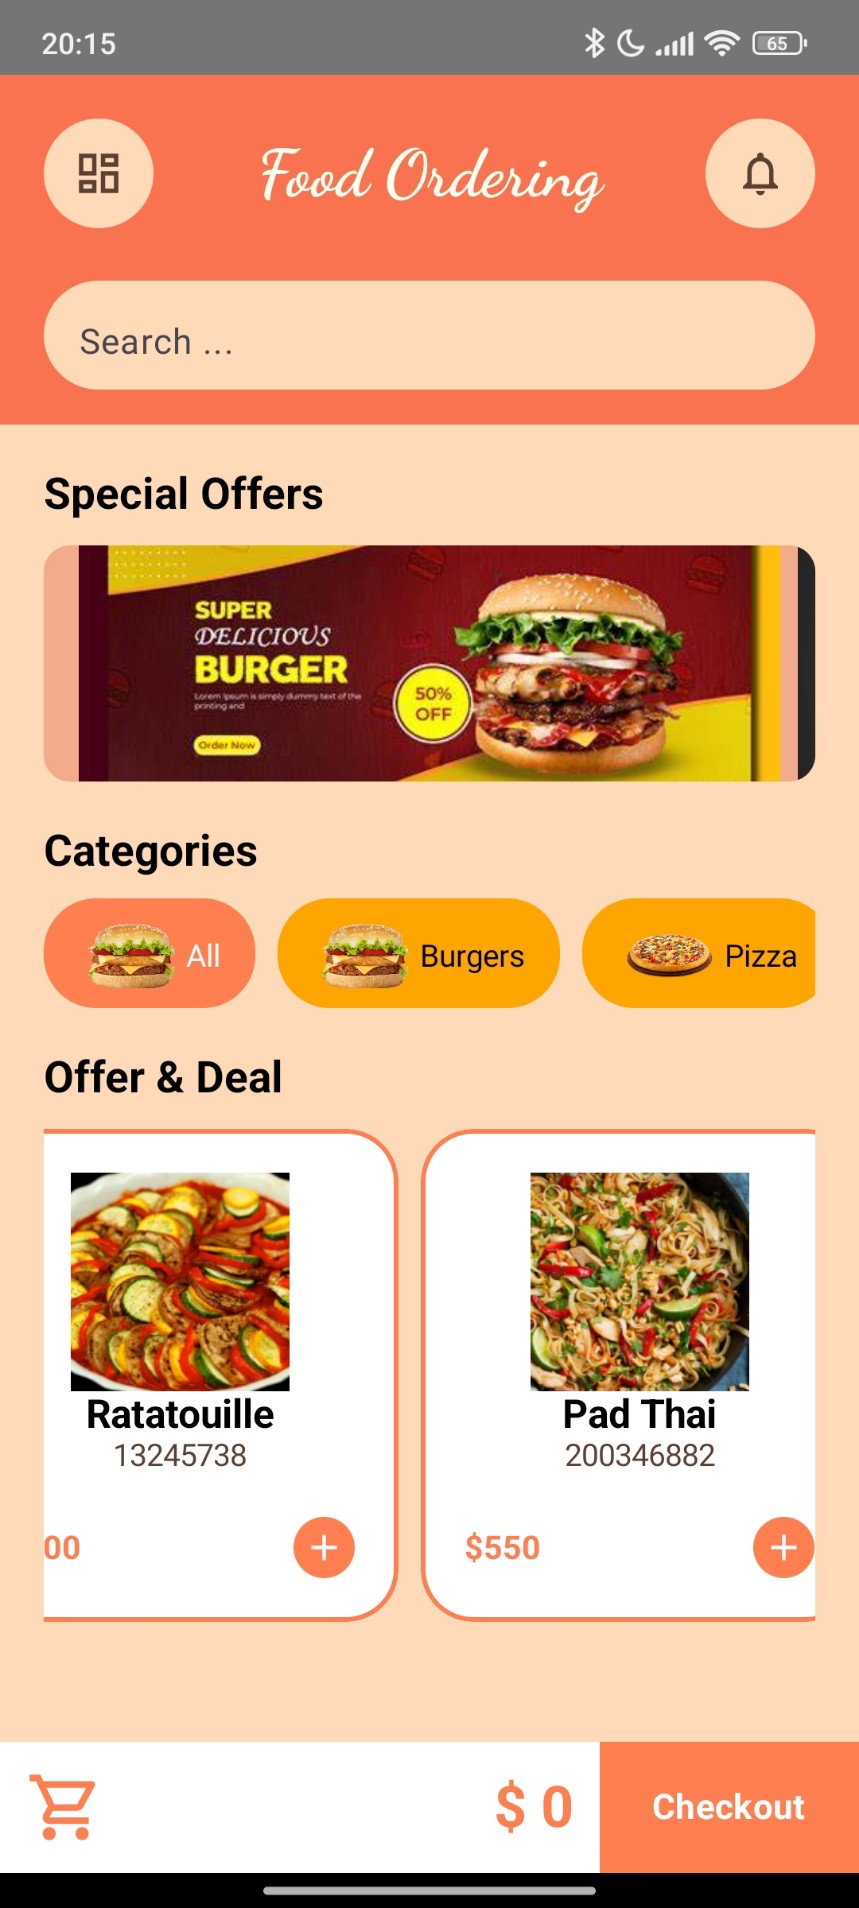 20:15
65
Food Ordering
Search ...
Special Offers
SUPER
DELICIOUS
BURGER
Lorem Ipsum is simply dummy text of the
printing and
50%
OFF
Order Now
Categories
All
Burgers
Pizza
Offer & Deal
Ratatouille
13245738
00
Pad Thai
200346882
$550
$ 0
Checkout